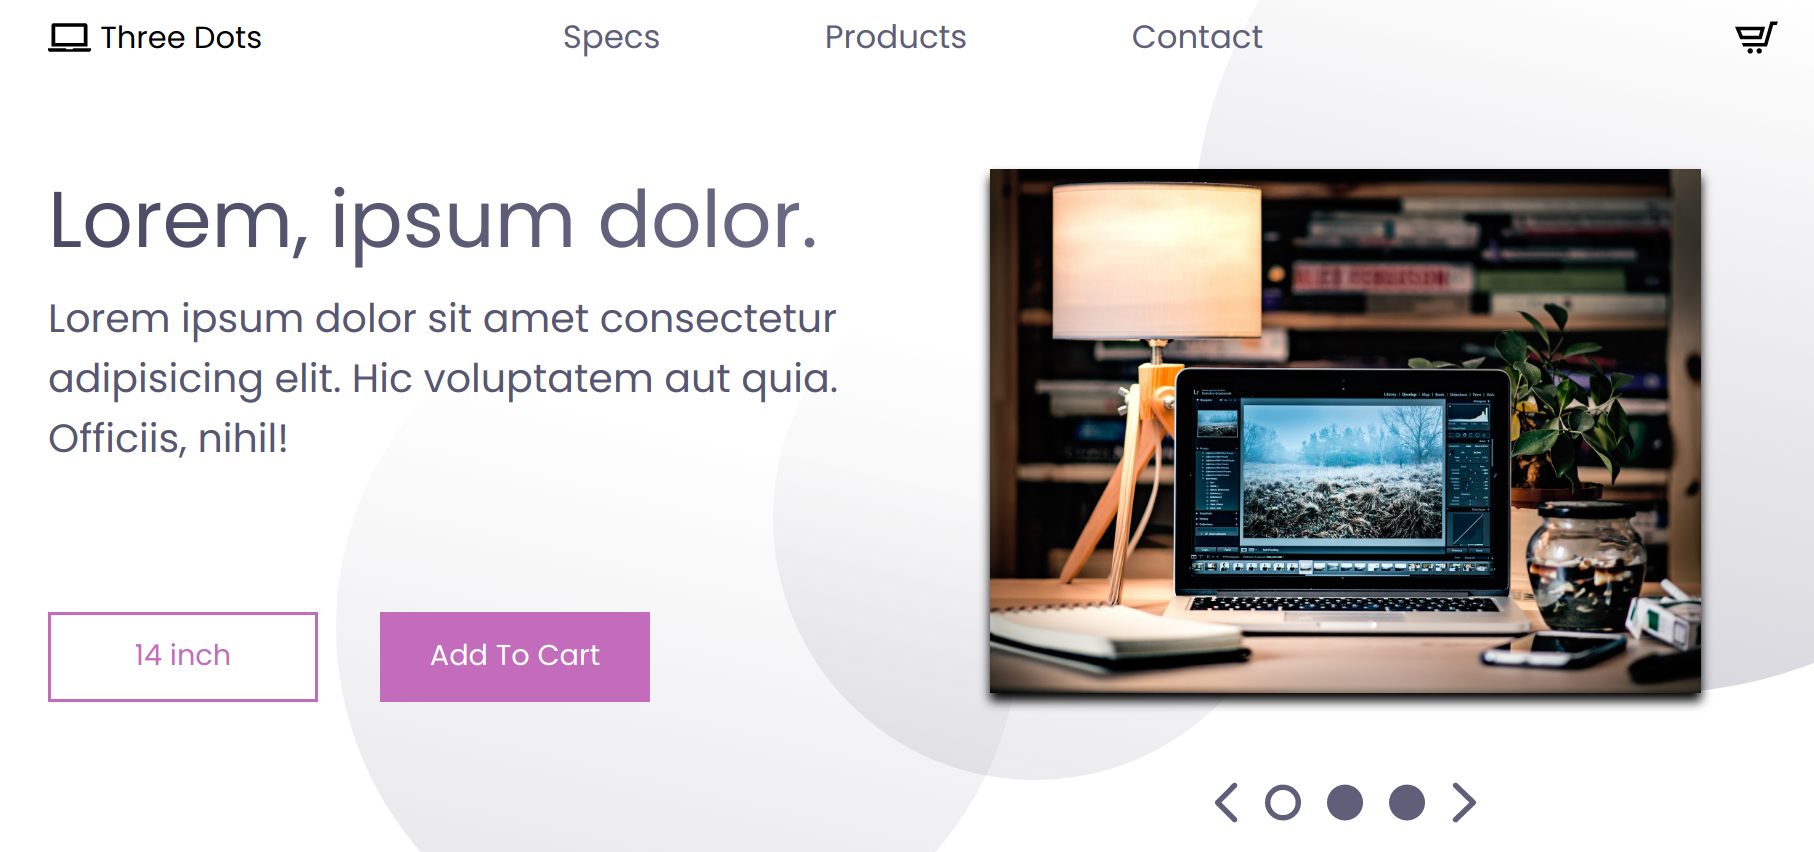 Three Dots
Specs
Products
Contact
Lorem, ipsum dolor.
Lorem ipsum dolor sit amet consectetur
adipisicing elit. Hic voluptatem aut quia.
Officiis, nihil!
14 inch
Add To Cart